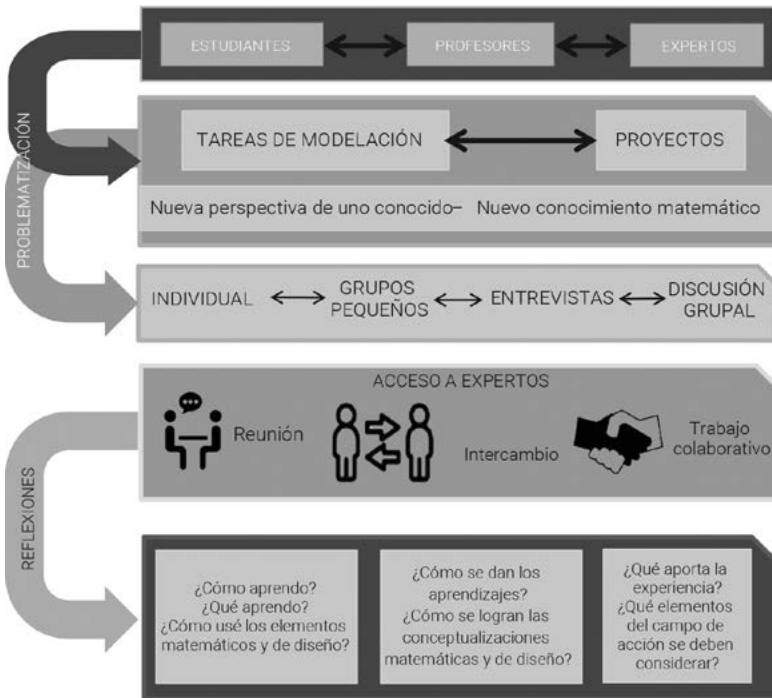 ESTUDIANTES
PROFESORES
EXPERTOS
PROBLEMATIZACIÓN
TAREAS DE MODELACIÓN
PROYECTOS
Nueva perspectiva de uno conocido– Nuevo conocimiento matemático
INDIVIDUAL
GRUPOS
PEQUEÑOS
ENTREVISTAS
DISCUSIÓN
GRUPAL
ACCESO A EXPERTOS
Reunión
Intercambio
Trabajo
colaborativo
REFLEXIONES
¿Cómo aprendo?
¿Qué aprendo?
¿Cómo usé los elementos
matemáticos y de diseño?
¿Cómo se dan los
aprendizajes?
¿Cómo se logran las
conceptualizaciones
matemáticas y de diseño?
¿Qué aporta la
experiencia?
¿Qué elementos
del campo de
acción se deben
considerar?